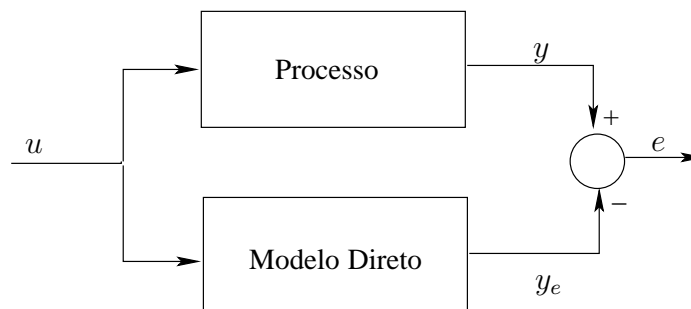 Processo
y
+
u
e
−
Modelo Direto
yₑ